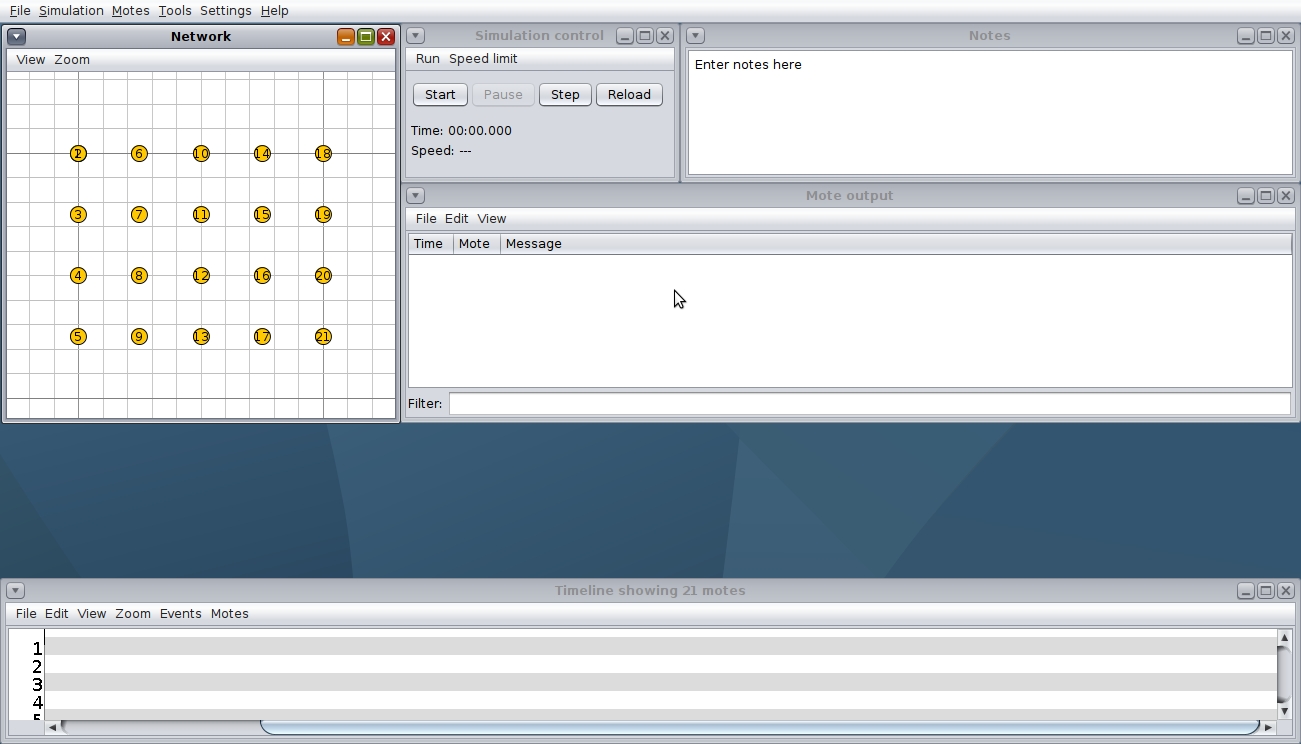 File Simulation Motes Tools Settings Help
Network
View Zoom
6 10 14 18
3 7 11 15 19
4 8 12 16 20
5 9 13 17 21
Simulation control
Run Speed limit
Start Pause Step Reload
Time: 00:00.000
Speed: ---
Notes
Enter notes here
Mote output
File Edit View
Time Mote Message
Filter:
Timeline showing 21 motes
File Edit View Zoom Events Motes
1
2
3
4
5